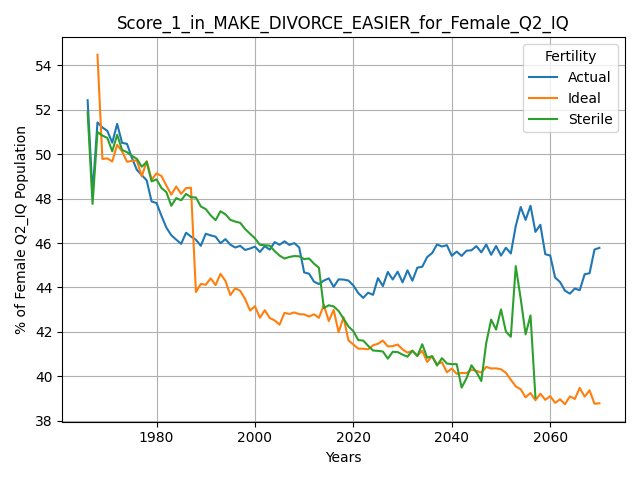 Score_1_in_MAKE_DIVORCE_EASIER_for_Female_Q2_IQ
Fertility
Actual
Ideal
Sterile
% of Female Q2_IQ Population
54
52
50
48
46
44
42
40
38
1980
2000
2020
2040
2060
Years